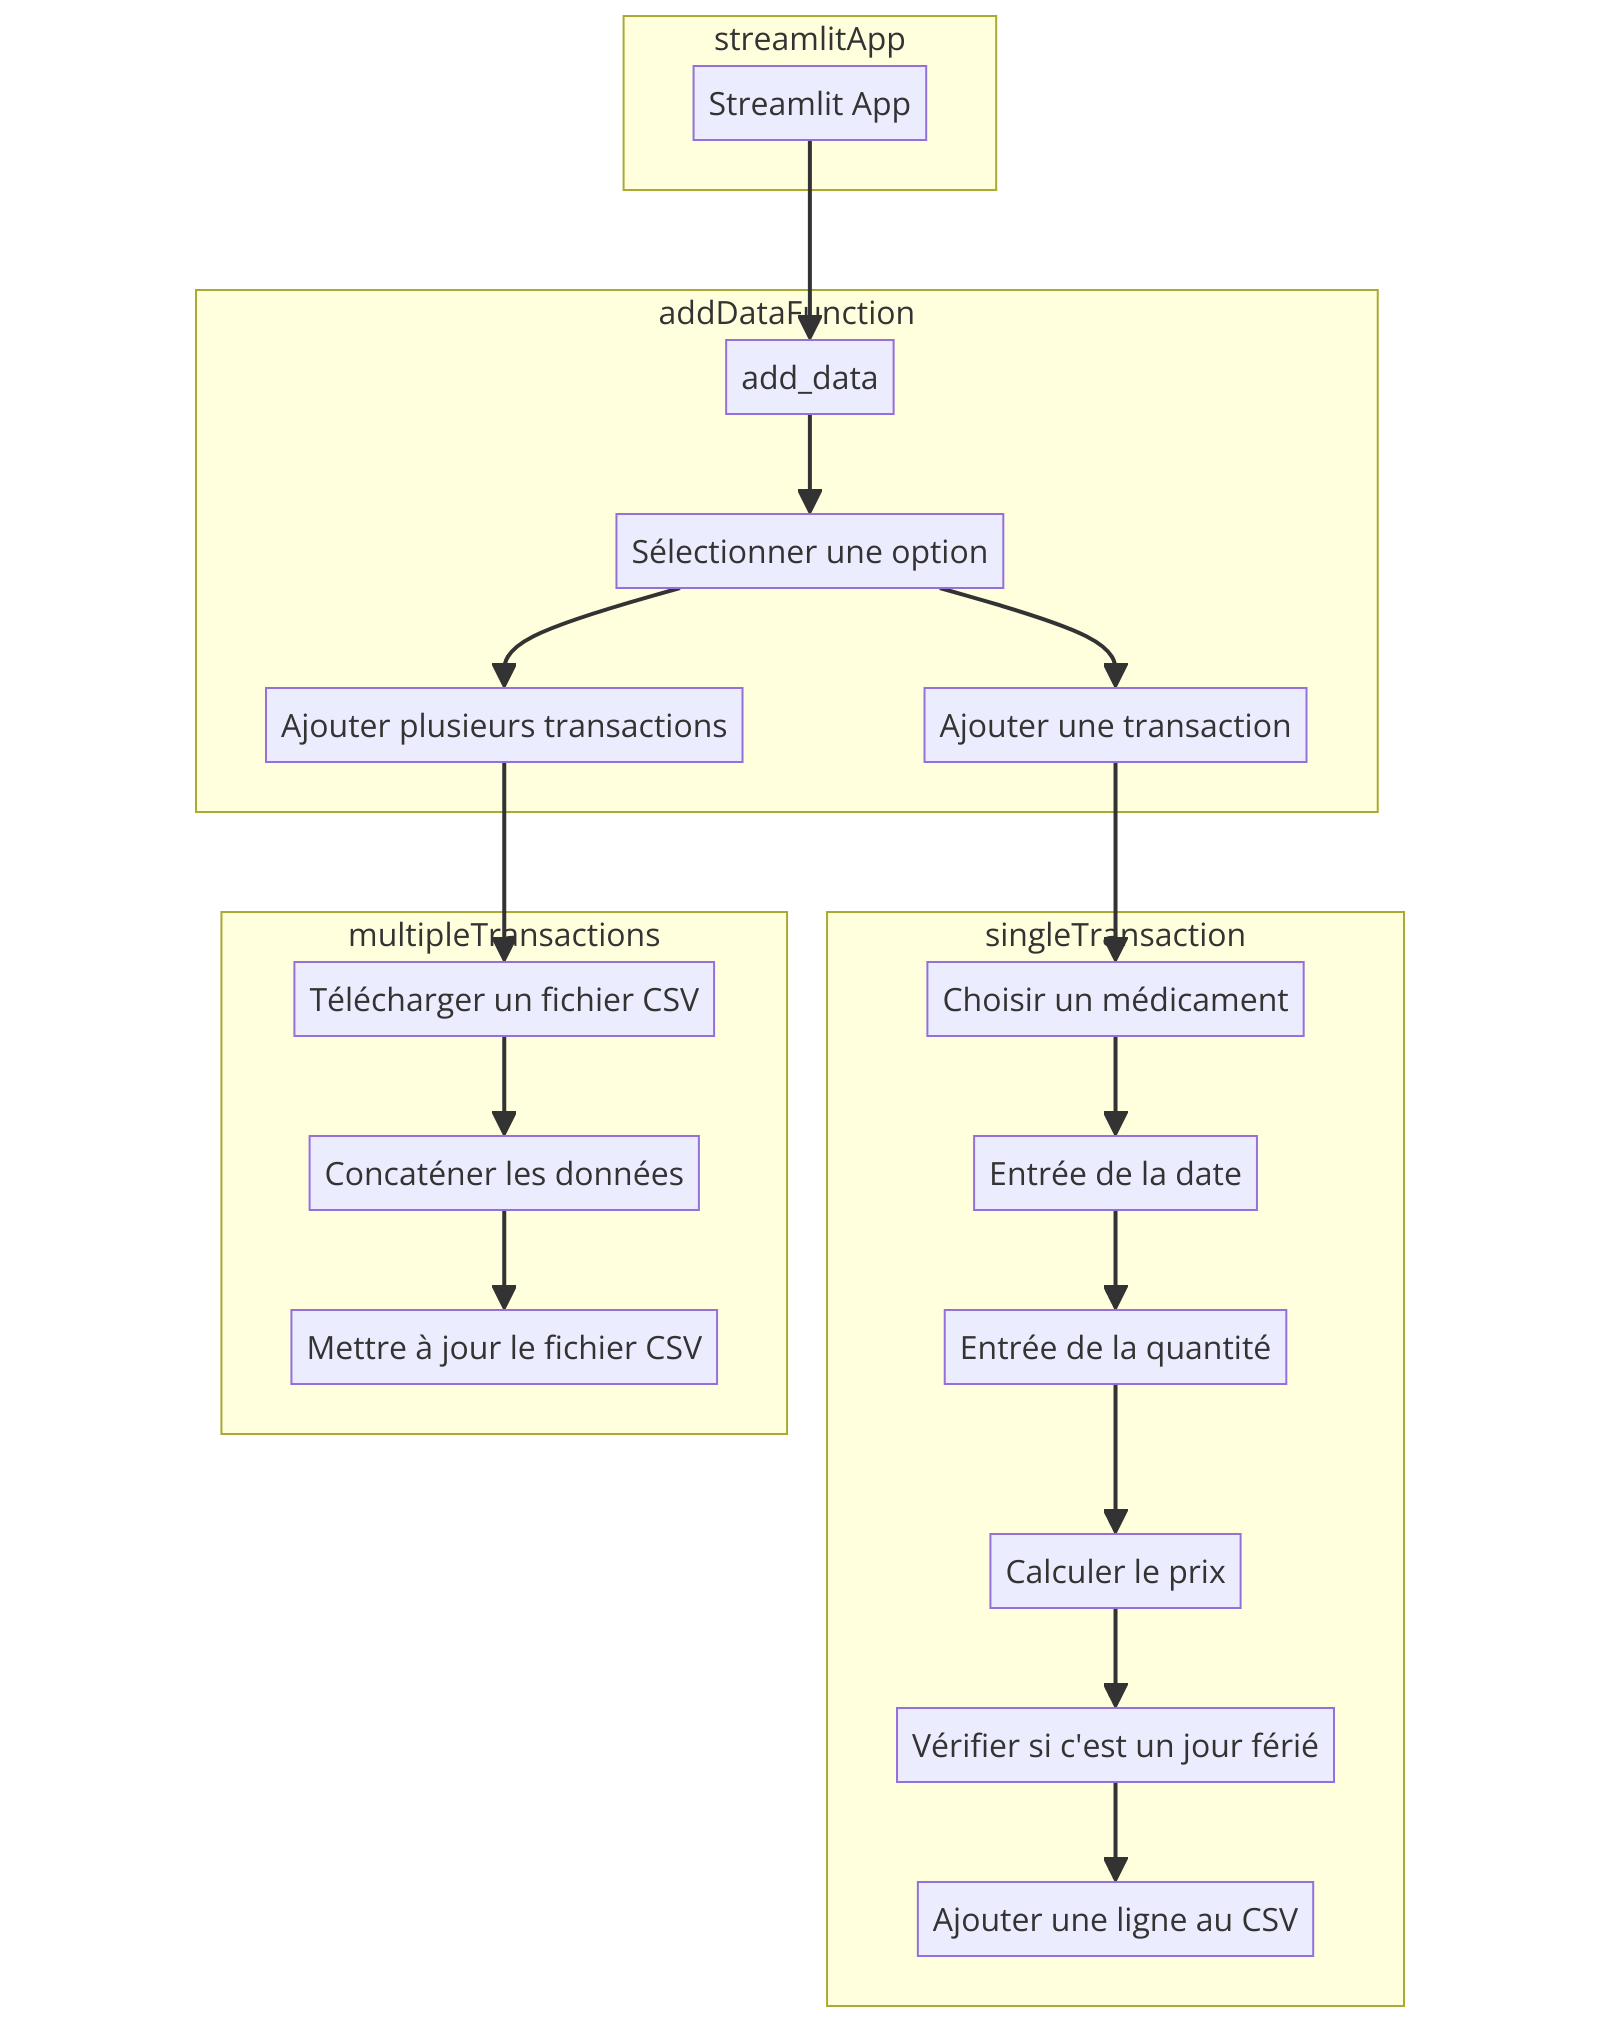 streamlitApp
Streamlit App
addDataFunction
add_data
Sélectionner une option
Ajouter plusieurs transactions
Ajouter une transaction
multipleTransactions
Télécharger un fichier CSV
Concaténer les données
Mettre à jour le fichier CSV
singleTransaction
Choisir un médicament
Entrée de la date
Entrée de la quantité
Calculer le prix
Vérifier si c'est un jour férié
Ajouter une ligne au CSV